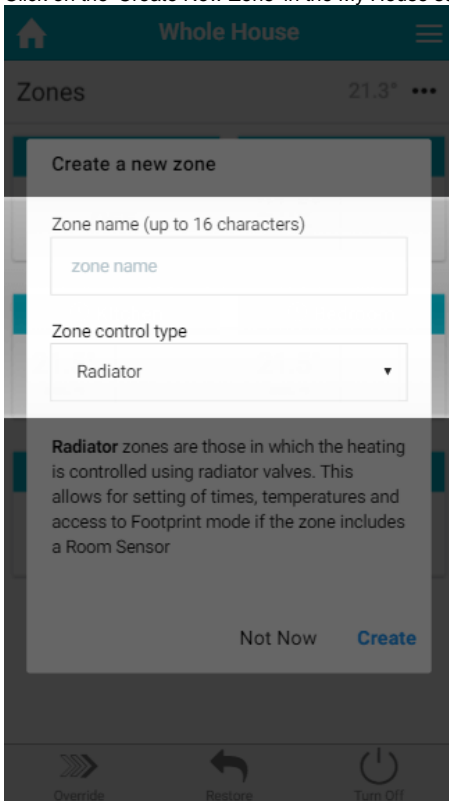 Whole House
Zones 21.3° •••
Create a new zone
Zone name (up to 16 characters)
zone name
Zone control type
Radiator
Radiator zones are those in which the heating
is controlled using radiator valves. This
allows for setting of times, temperatures and
access to Footprint mode if the zone includes
a Room Sensor
Not Now Create
Override Restore Turn Off